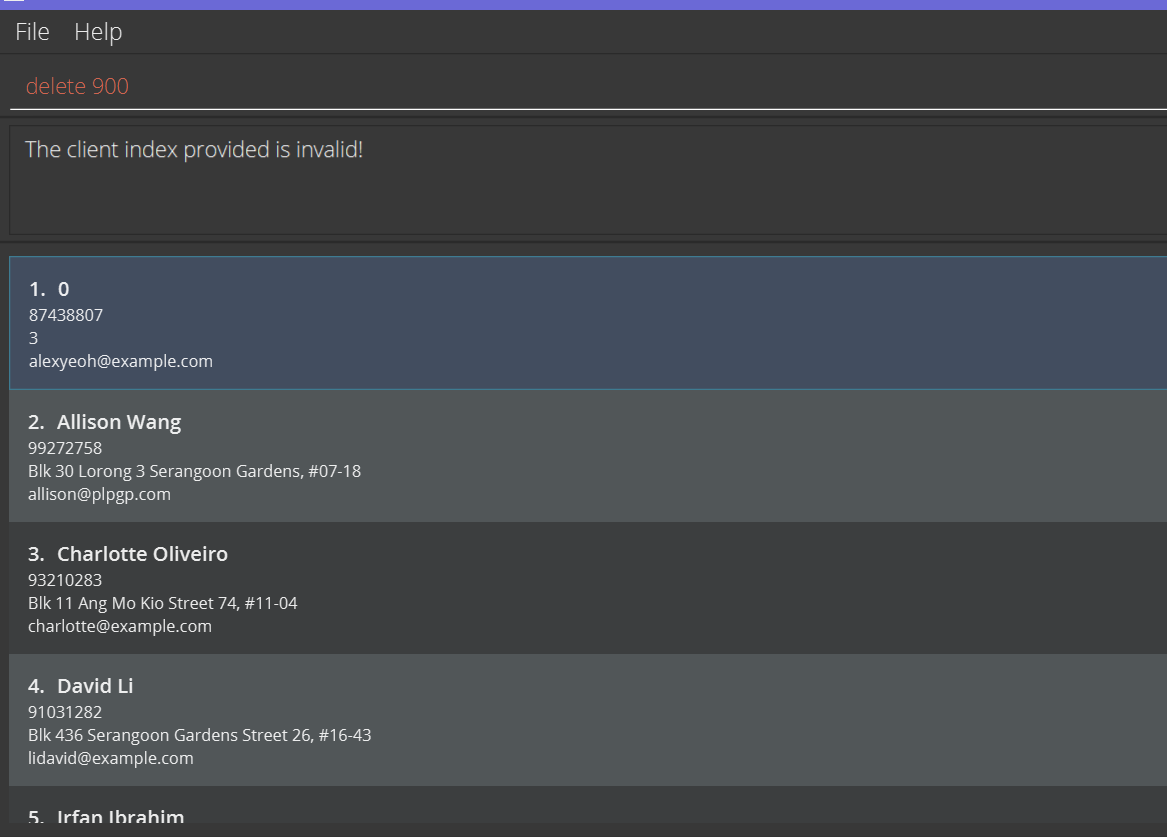 File Help
delete 900
The client index provided is invalid!
1. 0
87438807
3
alexyeoh@example.com
2. Allison Wang
99272758
Blk 30 Lorong 3 Serangoon Gardens, #07-18
allison@plpgp.com
3. Charlotte Oliveiro
93210283
Blk 11 Ang Mo Kio Street 74, #11-04
charlotte@example.com
4. David Li
91031282
Blk 436 Serangoon Gardens Street 26, #16-43
lidavid@example.com
5. Irfan Ibrahim